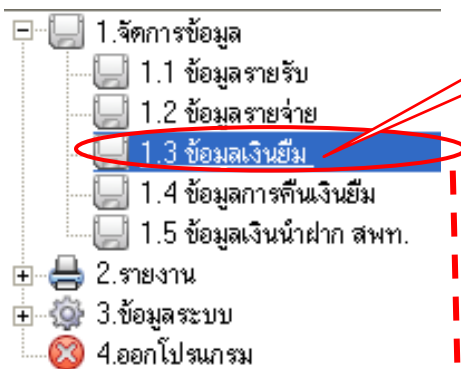 1.จัดการข้อมูล
1.1 ข้อมูลรายรับ
1.2 ข้อมูลรายจ่าย
1.3 ข้อมูลเงินยืม
1.4 ข้อมูลการคืนเงินยืม
1.5 ข้อมูลเงินนำฝาก สพท.
2.รายงาน
3.ข้อมูลระบบ
4.ออกโปรแกรม